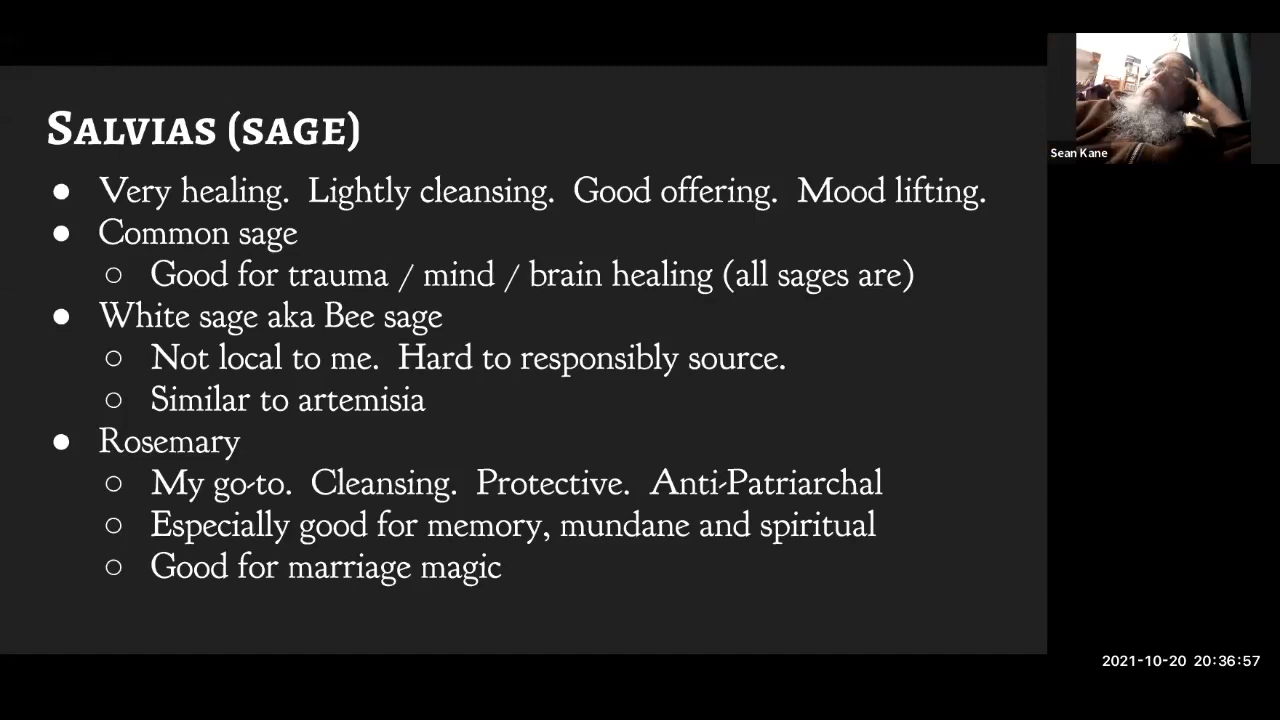 Salvias (sage)
● Very healing. Lightly cleansing. Good offering. Mood lifting.
● Common sage
○ Good for trauma / mind / brain healing (all sages are)
● White sage aka Bee sage
○ Not local to me. Hard to responsibly source.
○ Similar to artemisia
● Rosemary
○ My go-to. Cleansing. Protective. Anti-Patriarchal
○ Especially good for memory, mundane and spiritual
○ Good for marriage magic
Sean Kane
2021-10-20 20:36:57